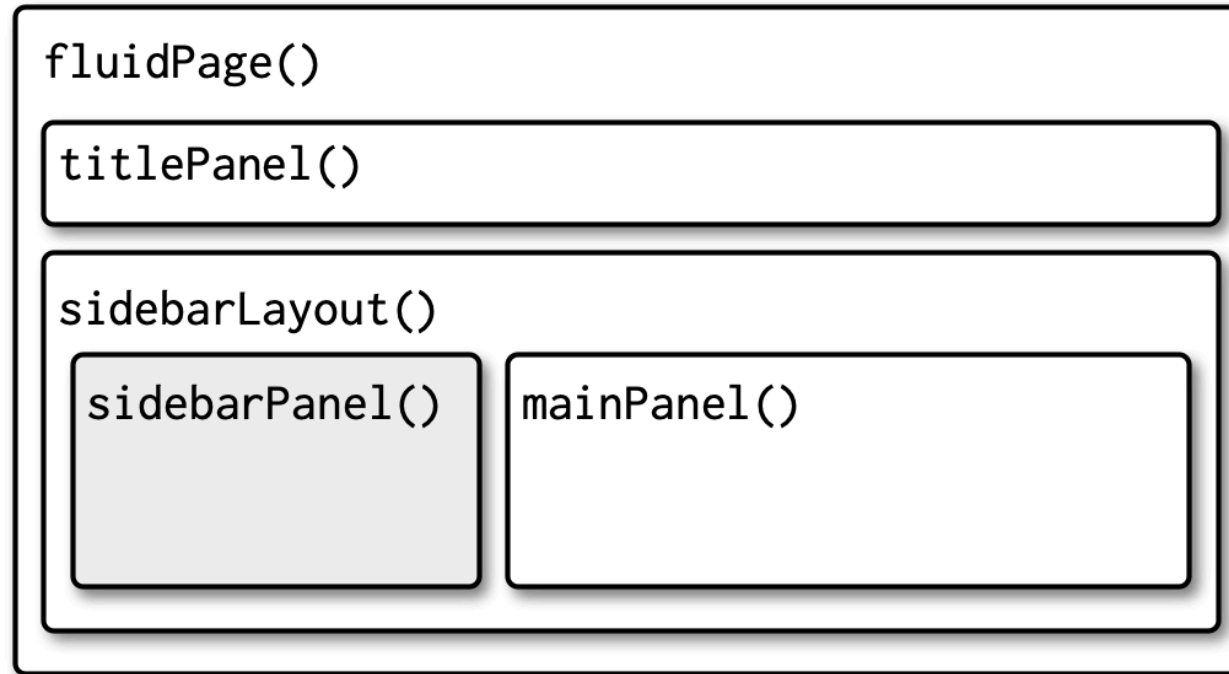 fluidPage()
titlePanel()
sidebarLayout()
sidebarPanel()
mainPanel()